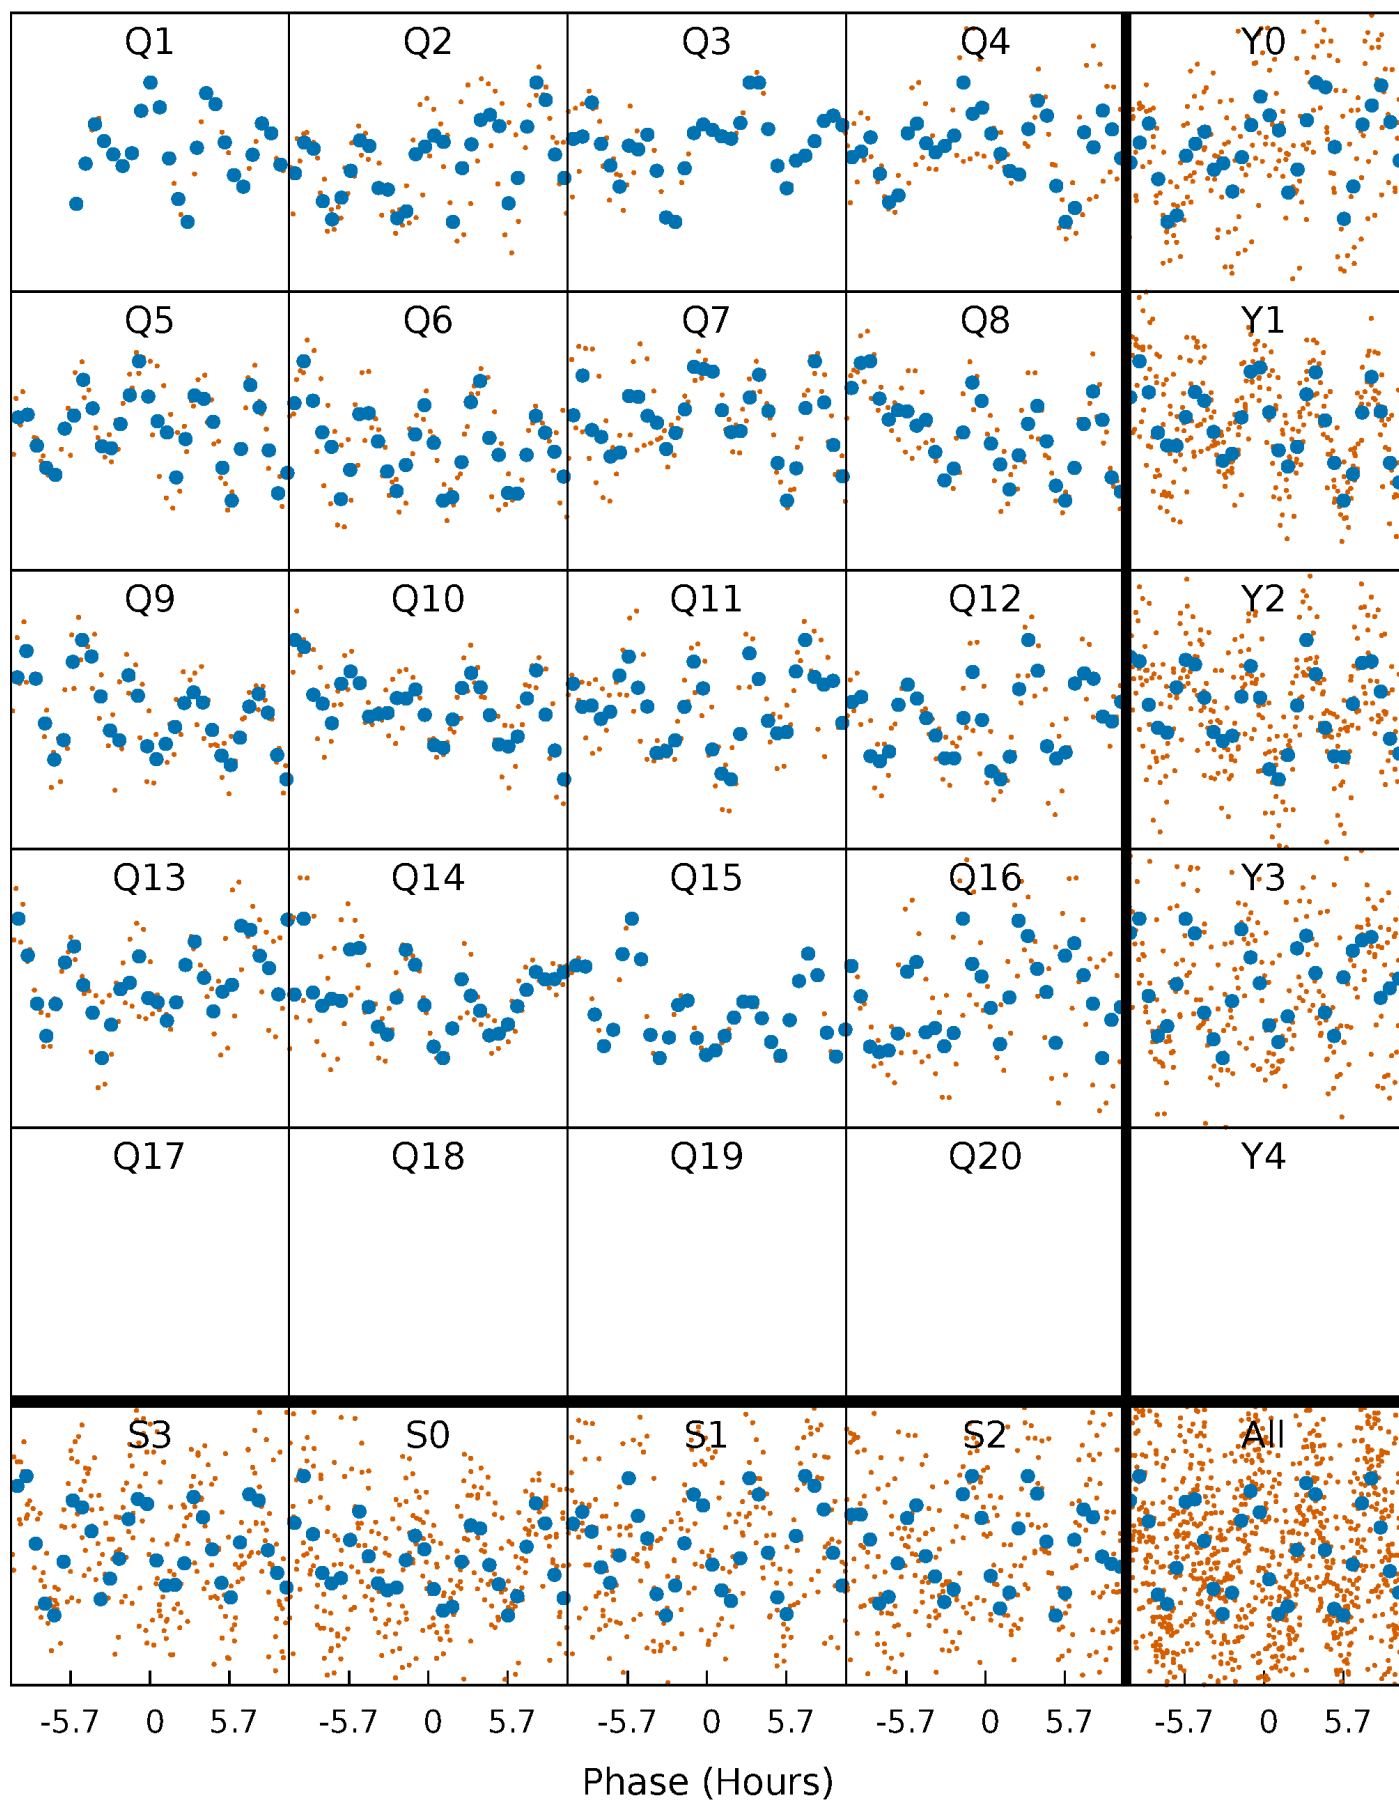 Q1 Q2 Q3 Q4 Y0
Q5 Q6 Q7 Q8 Y1
Q9 Q10 Q11 Q12 Y2
Q13 Q14 Q15 Q16 Y3
Q17 Q18 Q19 Q20 Y4
S3 S0 S1 S2 All
-5.7 0 5.7 -5.7 0 5.7 -5.7 0 5.7 -5.7 0 5.7 -5.7 0 5.7
Phase (Hours)